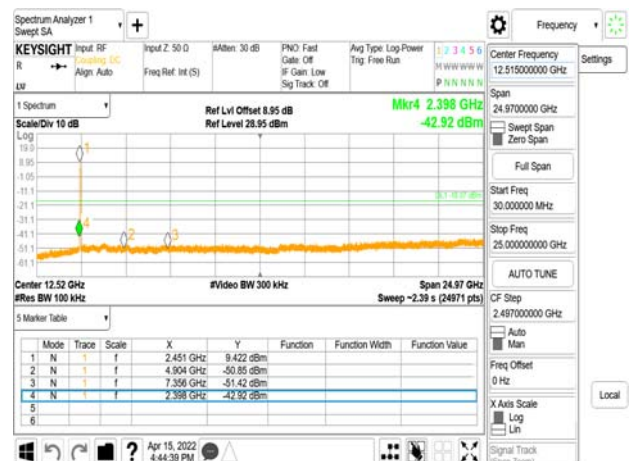 Spectrum Analyzer 1
Swept SA
Frequency
KEYSIGHT Input: RF Input Z: 50 Ω #Atten: 30 dB PNO: Fast Avg Type: Log-Power 1 2 3 4 5 6
R Coupling: DC Gate: Off Trig: Free Run M W W W W W
Align: Auto Freq Ref: Int (S) IF Gain: Low P N N N N N
Sig Track: Off
LU
1 Spectrum
Ref Lvl Offset 8.95 dB
Mkr4 2.398 GHz
Scale/Div 10 dB
Ref Level 28.95 dBm
-42.92 dBm
Log
19.0
8.95
-1.05
-11.1
-21.1
-31.1
-41.1
-51.1
-61.1
1
4
2
3
Center 12.52 GHz
#Video BW 300 kHz
Span 24.97 GHz
#Res BW 100 kHz
Sweep ~2.39 s (24971 pts)
5 Marker Table
Mode Trace Scale X Y Function Function Width Function Value
1 N 1 f 2.451 GHz 9.422 dBm
2 N 1 f 4.904 GHz -50.85 dBm
3 N 1 f 7.356 GHz -51.42 dBm
4 N 1 f 2.398 GHz -42.92 dBm
5
6
?
Apr 15, 2022
4:44:39 PM
Center Frequency
12.515000000 GHz
Settings
Span
24.9700000 GHz
Swept Span
Zero Span
Full Span
Start Freq
30.000000 MHz
Stop Freq
25.000000000 GHz
AUTO TUNE
CF Step
2.497000000 GHz
Auto
Man
Freq Offset
0 Hz
Local
X Axis Scale
Log
Lin
Signal Track